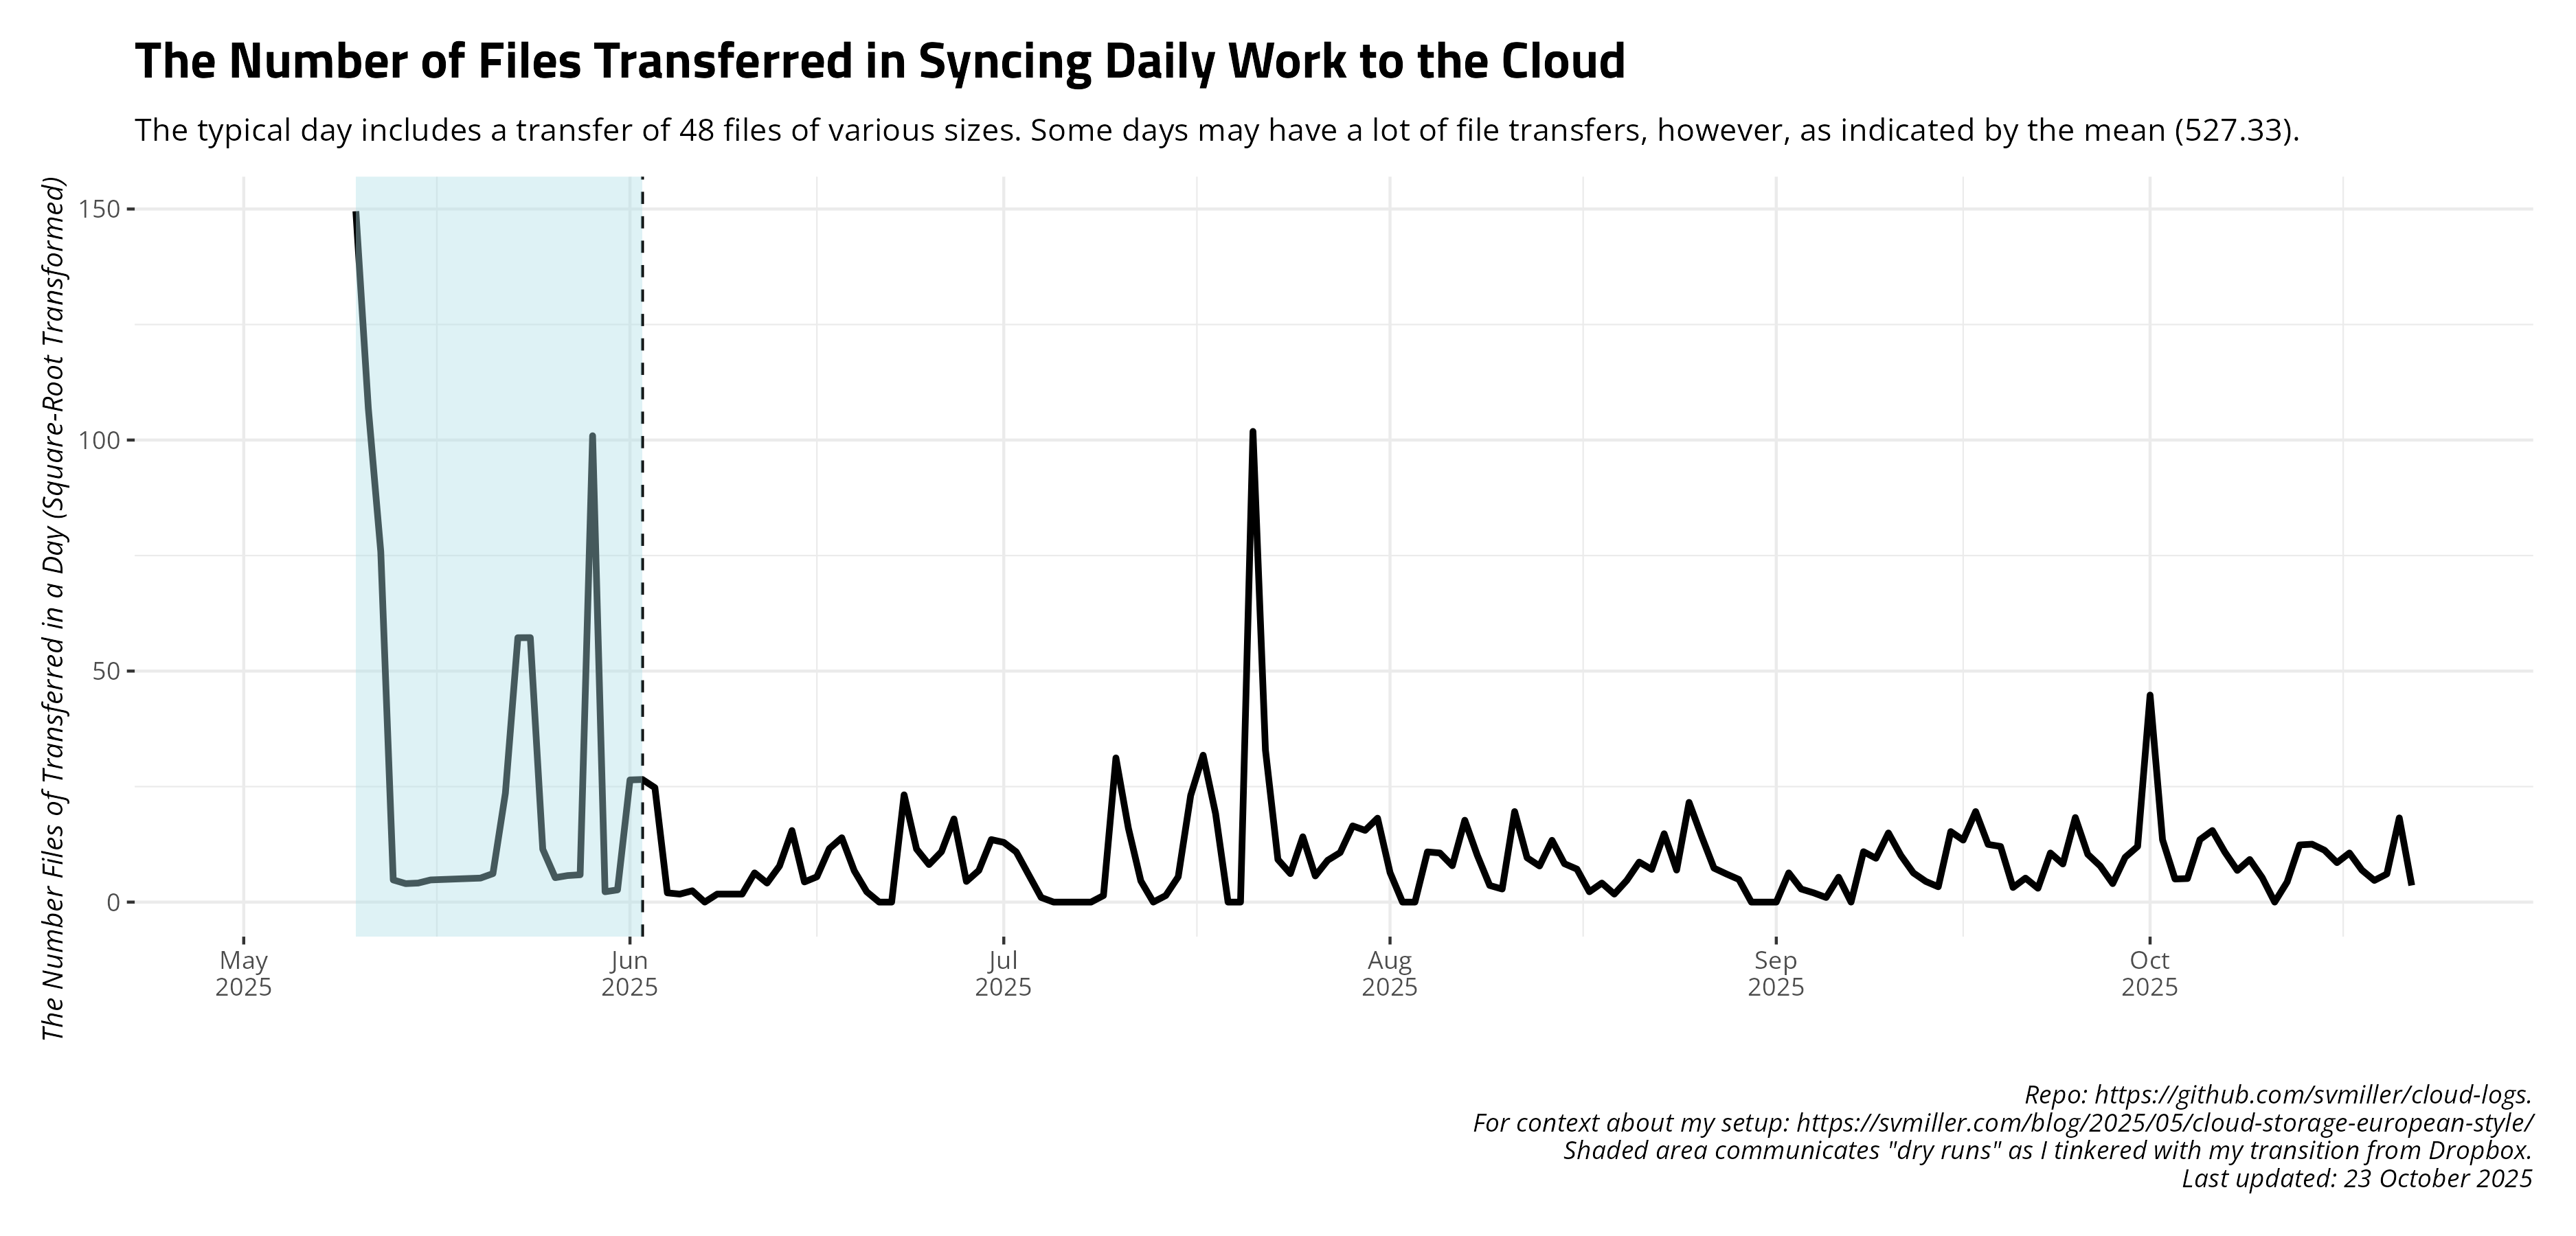 The Number of Files Transferred in Syncing Daily Work to the Cloud
The typical day includes a transfer of 48 files of various sizes. Some days may have a lot of file transfers, however, as indicated by the mean (527.33).
The Number Files of Transferred in a Day (Square-Root Transformed)
150
100
50
0
May
2025
Jun
2025
Jul
2025
Aug
2025
Sep
2025
Oct
2025
Repo: https://github.com/svmiller/cloud-logs.
For context about my setup: https://svmiller.com/blog/2025/05/cloud-storage-european-style/
Shaded area communicates "dry runs" as I tinkered with my transition from Dropbox.
Last updated: 23 October 2025